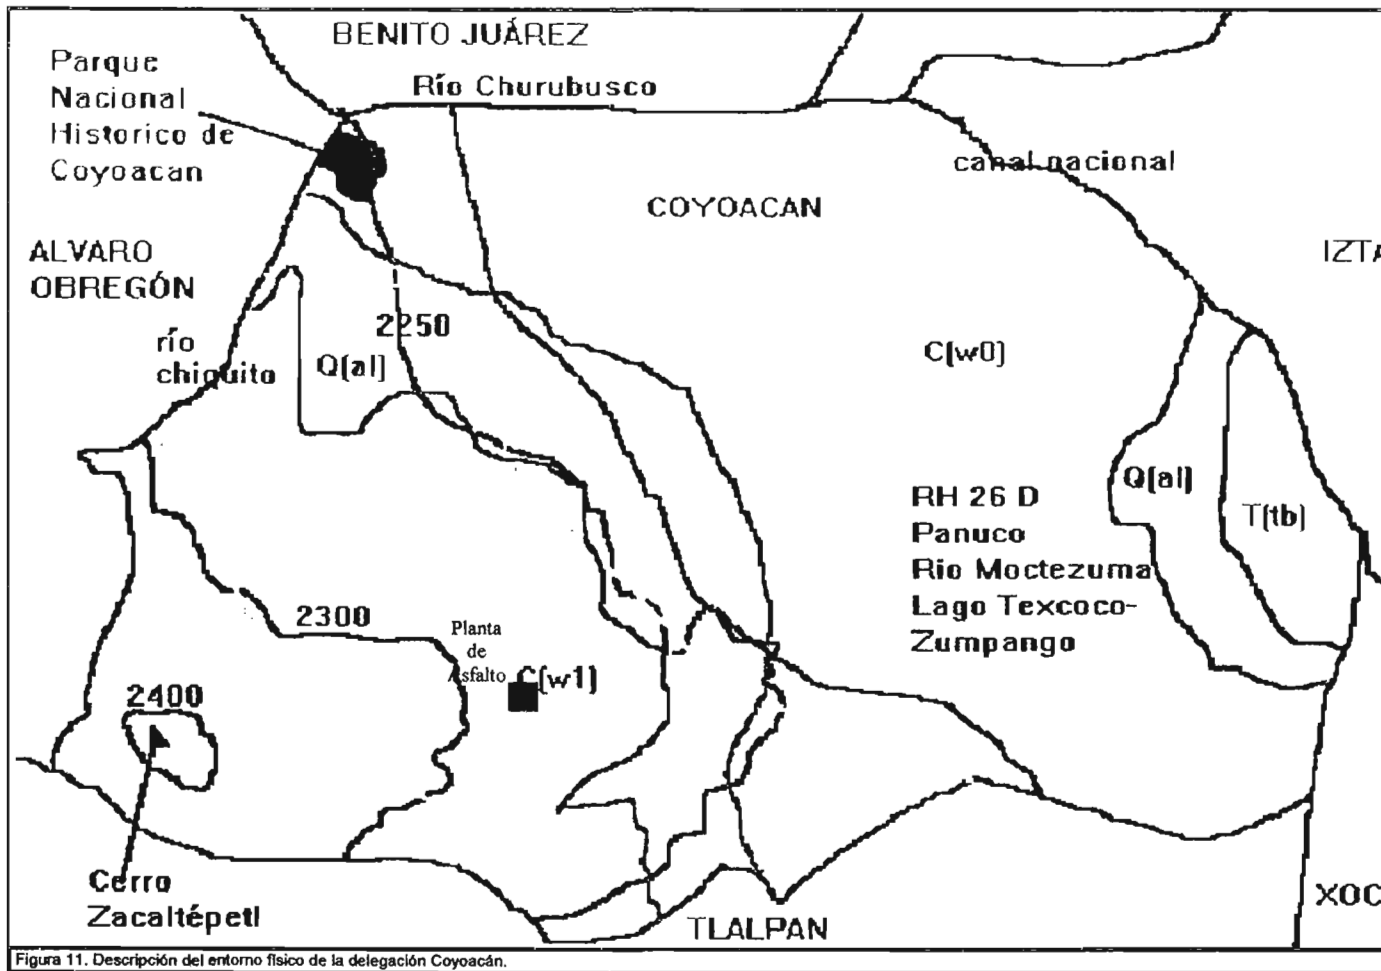 BENITO JUÁREZ
Parque
Nacional
Historico de
Coyoacan
Río Churubusco
canal nacional
COYOACAN
ALVARO
OBREGÓN
IZTA
río
chiquito
2250
Q(al)
C(w0)
Q(al)
T(tb)
RH 26 D
Panuco
Rio Moctezuma
Lago Texcoco-
Zumpango
2300
Planta
de
Asfalto
C(w1)
2400
Cerro
Zacaltépetl
TLALPAN
XOC
Figura 11. Descripción del entorno físico de la delegación Coyoacán.